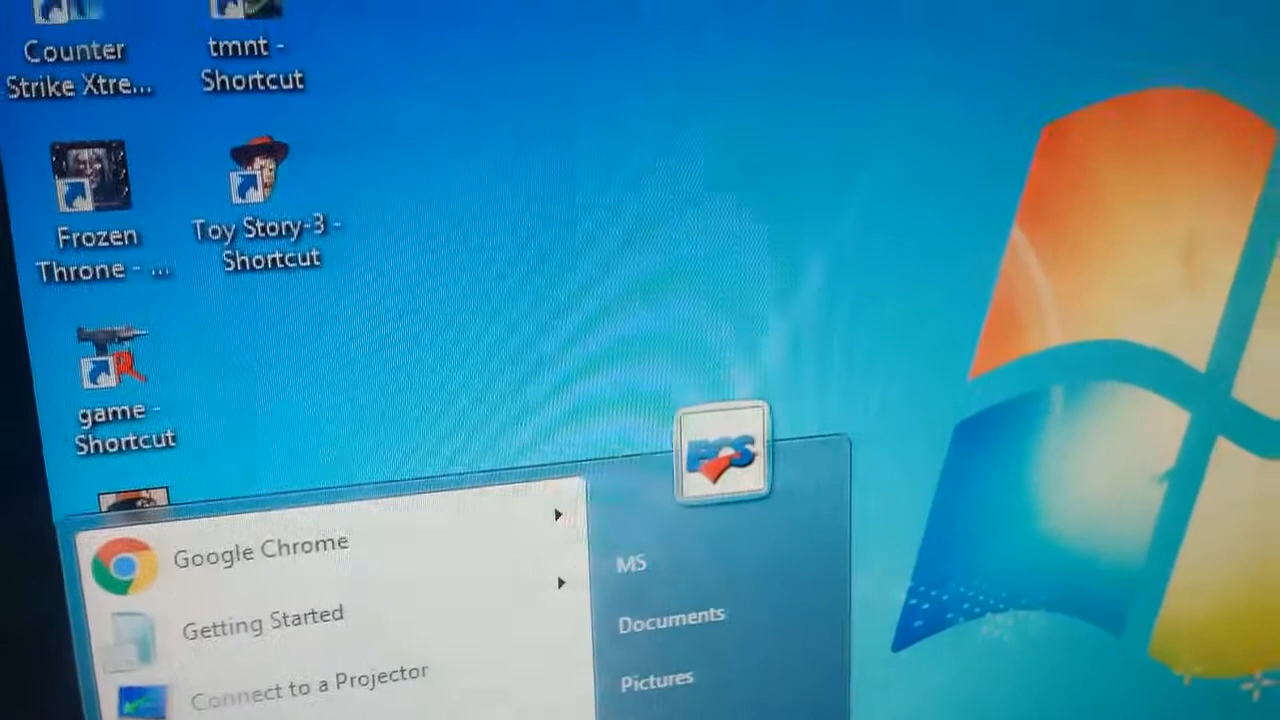 Counter
Strike Xtre...
tmnt -
Shortcut
Frozen
Throne - ...
Toy Story-3 -
Shortcut
game -
Shortcut
ECS
Google Chrome
Getting Started
Connect to a Projector
MS
Documents
Pictures